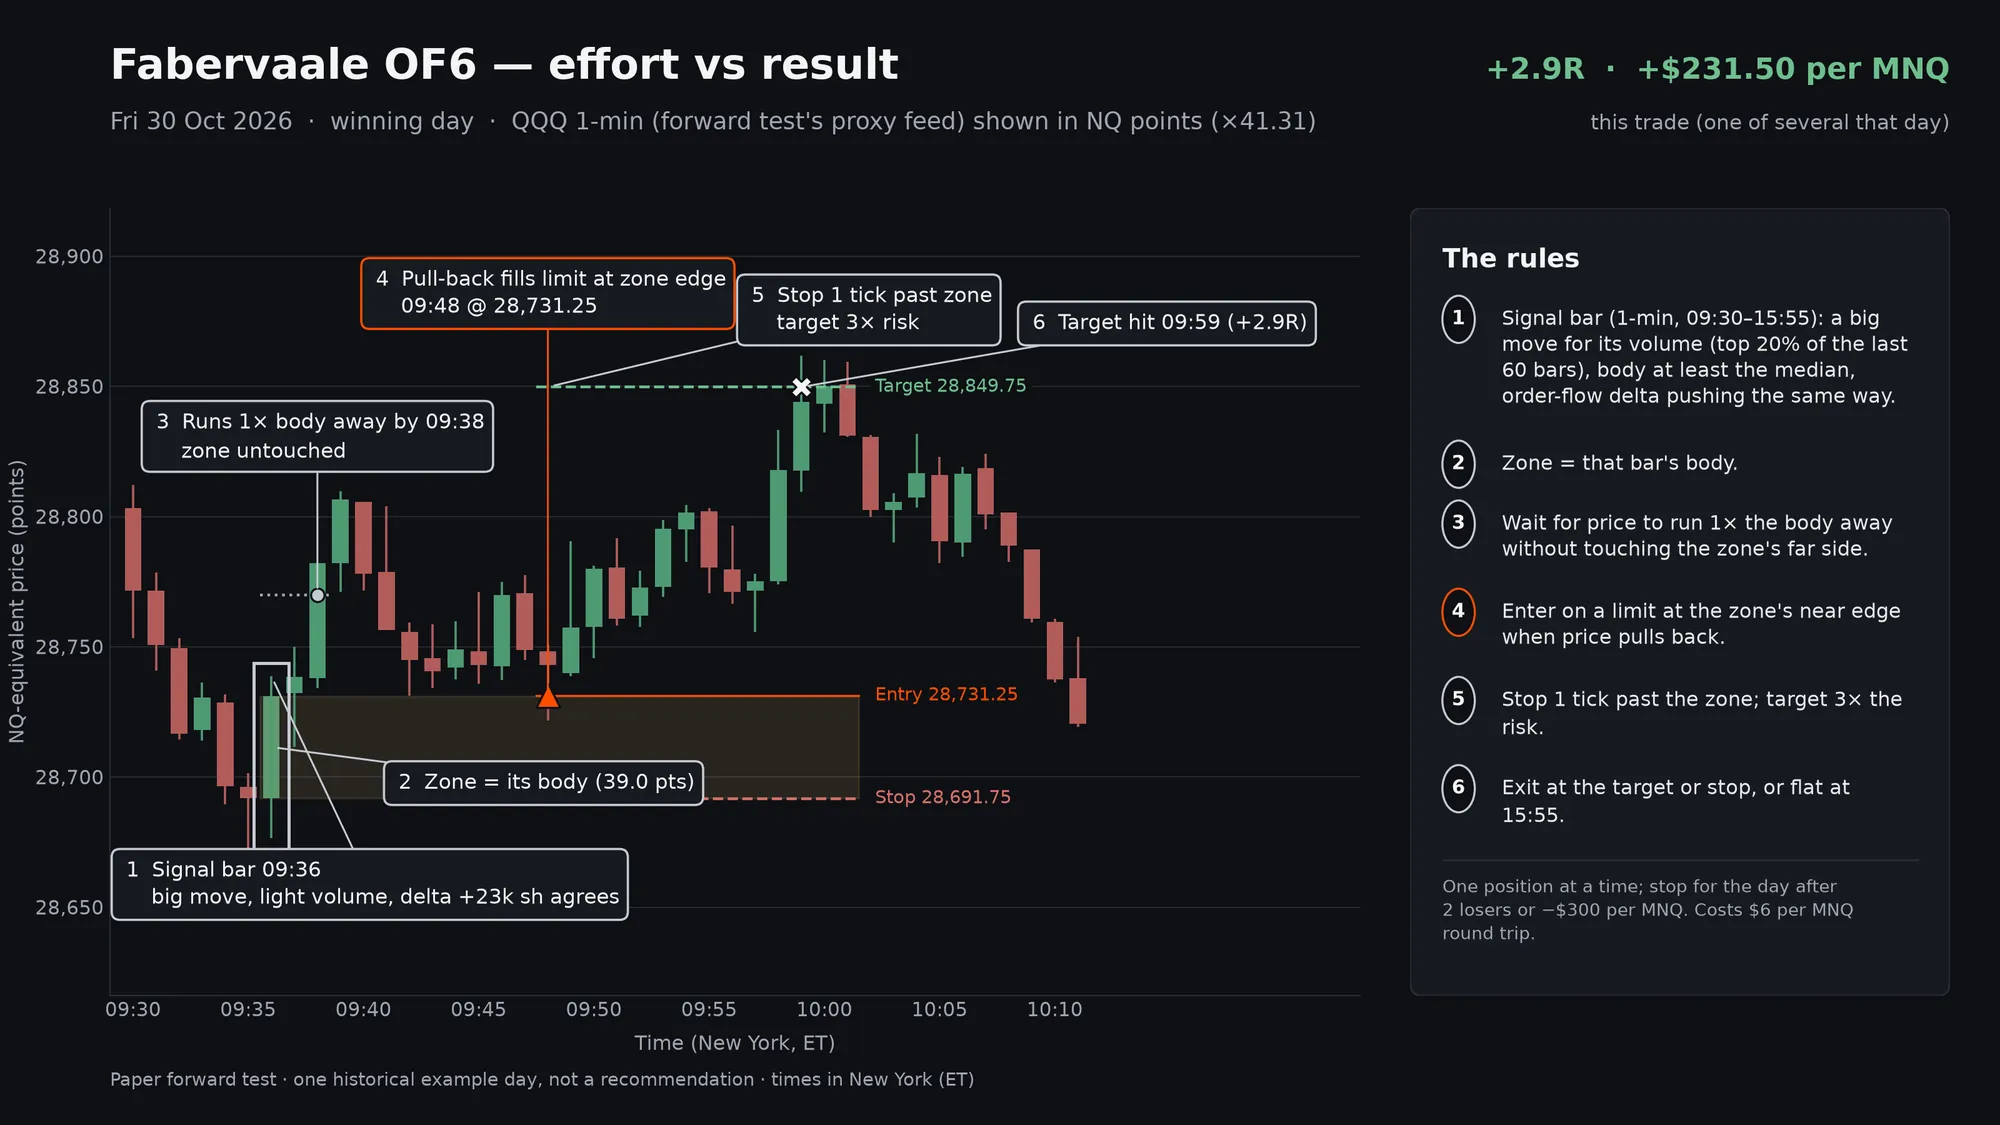 Fabervaale OF6 — effort vs result
+2.9R · +$231.50 per MNQ
Fri 30 Oct 2026 · winning day · QQQ 1-min (forward test's proxy feed) shown in NQ points (×41.31)
this trade (one of several that day)
NQ-equivalent price (points)
28,900
28,850
28,800
28,750
28,700
28,650
4 Pull-back fills limit at zone edge
09:48 @ 28,731.25
5 Stop 1 tick past zone
target 3× risk
6 Target hit 09:59 (+2.9R)
Target 28,849.75
3 Runs 1× body away by 09:38
zone untouched
Entry 28,731.25
2 Zone = its body (39.0 pts)
Stop 28,691.75
1 Signal bar 09:36
big move, light volume, delta +23k sh agrees
09:30
09:35
09:40
09:45
09:50
09:55
10:00
10:05
10:10
Time (New York, ET)
The rules
1 Signal bar (1-min, 09:30–15:55): a big
move for its volume (top 20% of the last
60 bars), body at least the median,
order-flow delta pushing the same way.
2 Zone = that bar's body.
3 Wait for price to run 1× the body away
without touching the zone's far side.
4 Enter on a limit at the zone's near edge
when price pulls back.
5 Stop 1 tick past the zone; target 3× the
risk.
6 Exit at the target or stop, or flat at
15:55.
One position at a time; stop for the day after
2 losers or −$300 per MNQ. Costs $6 per MNQ
round trip.
Paper forward test · one historical example day, not a recommendation · times in New York (ET)